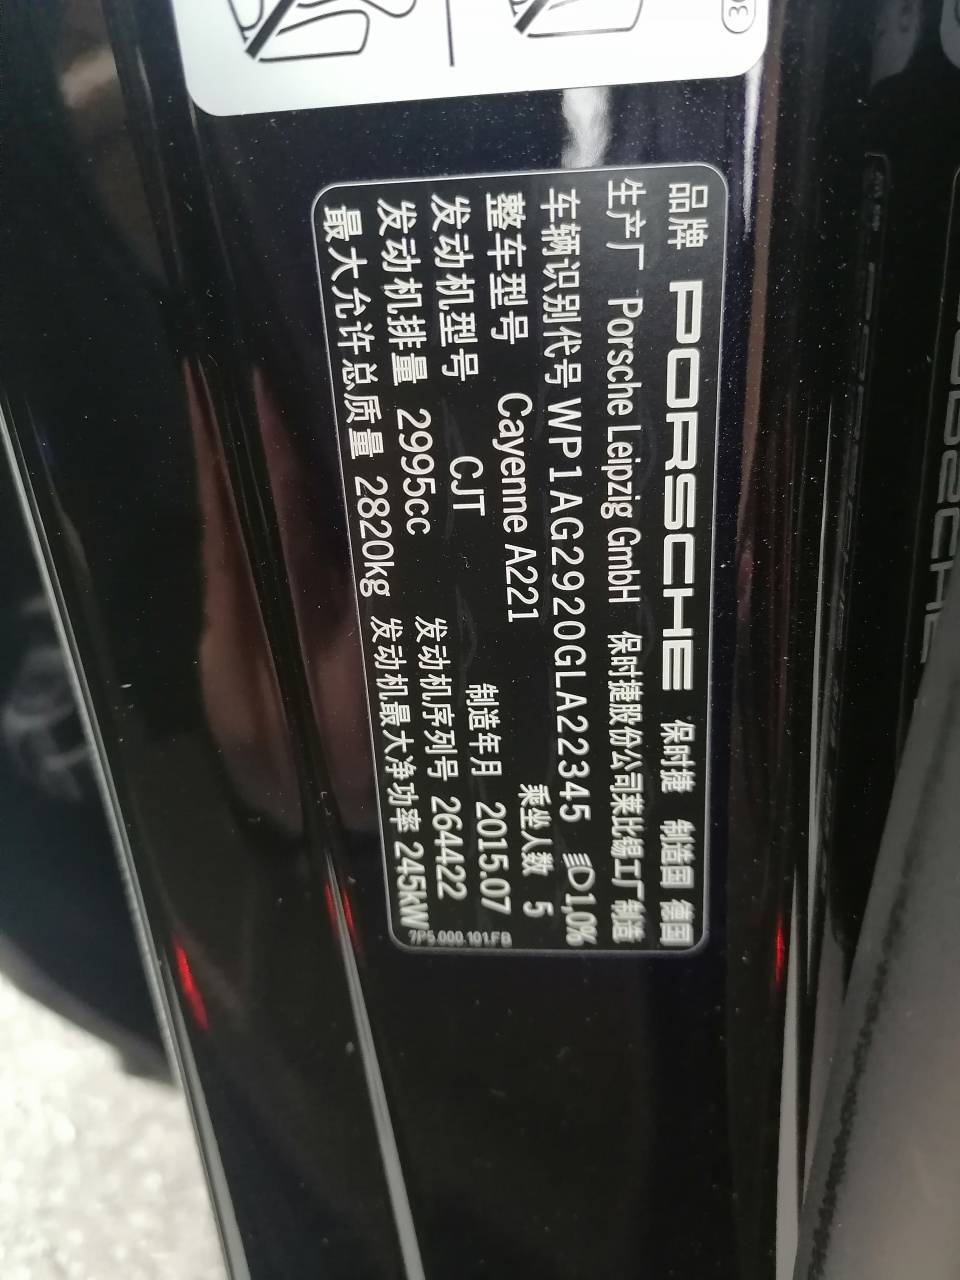 品牌 PORSCHE 保时捷 制造国 德国
生产厂 Porsche Leipzig GmbH 保时捷股份公司莱比锡工厂制造
车辆识别代号 WP1AG2920GLA22345 1,0%
整车型号 Cayenne A221 乘坐人数 5
发动机型号 CJT 制造年月 2015.07
发动机排量 2995cc 发动机序列号 264422
最大允许总质量 2820kg 发动机最大净功率 245kW
7P5.000.101.FB